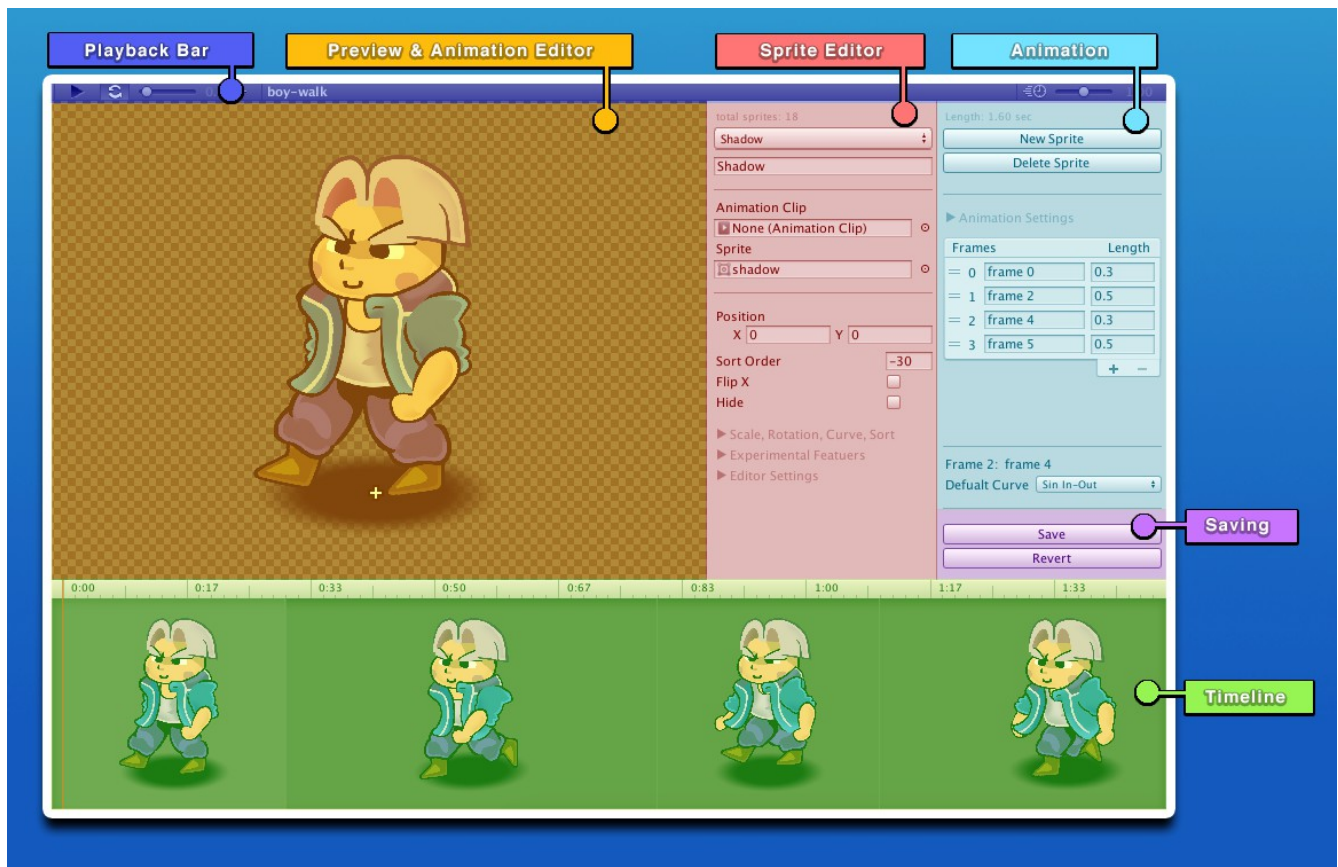 Playback Bar
Preview & Animation Editor
Sprite Editor
Animation
boy-walk
total sprites: 18
Shadow
Shadow
Animation Clip
None (Animation Clip)
Sprite
shadow
Position
X 0 Y 0
Sort Order -30
Flip X
Hide
Scale, Rotation, Curve, Sort
Experimental Featuers
Editor Settings
Length: 1.60 sec
New Sprite
Delete Sprite
Animation Settings
Frames Length
0 frame 0 0.3
1 frame 2 0.5
2 frame 4 0.3
3 frame 5 0.5
+ −
Frame 2: frame 4
Defualt Curve Sin In-Out
Save
Revert
Saving
0:00 0:17 0:33 0:50 0:67 0:83 1:00 1:17 1:33
Timeline